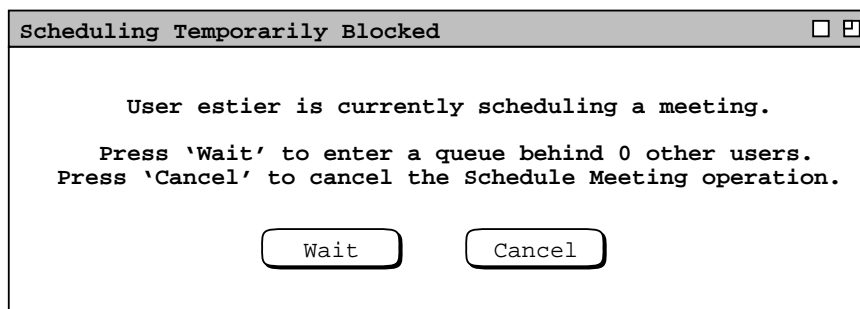 Scheduling Temporarily Blocked
User estier is currently scheduling a meeting.
Press ‘Wait’ to enter a queue behind 0 other users.
Press ‘Cancel’ to cancel the Schedule Meeting operation.
Wait
Cancel